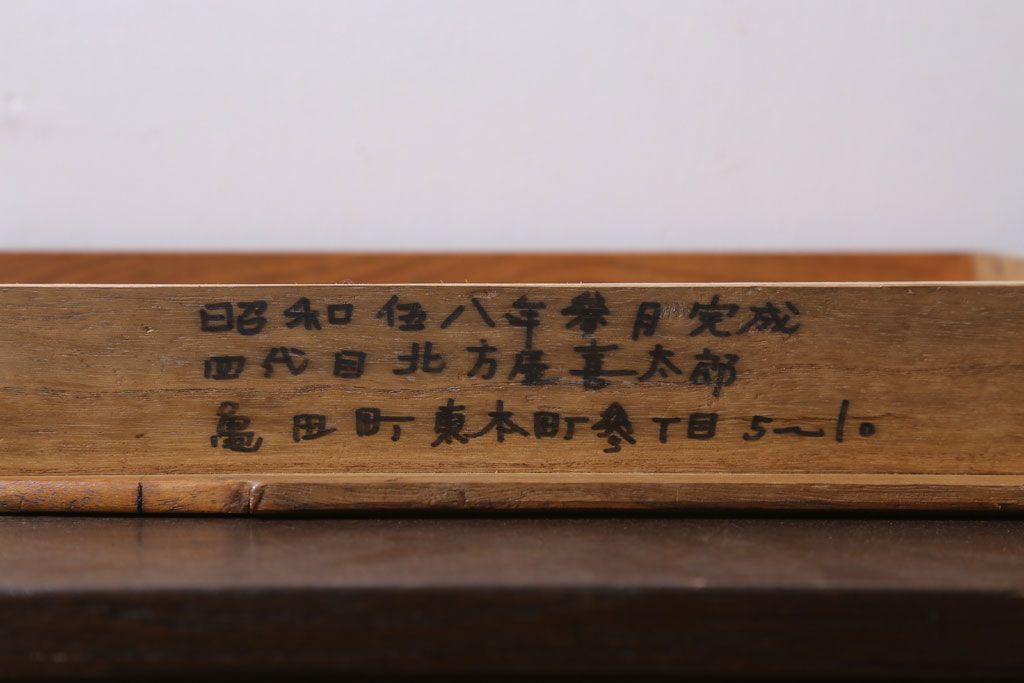 昭和伍八年参月完成
四代目北方屋喜太郎
亀田町東本町参丁目5~10